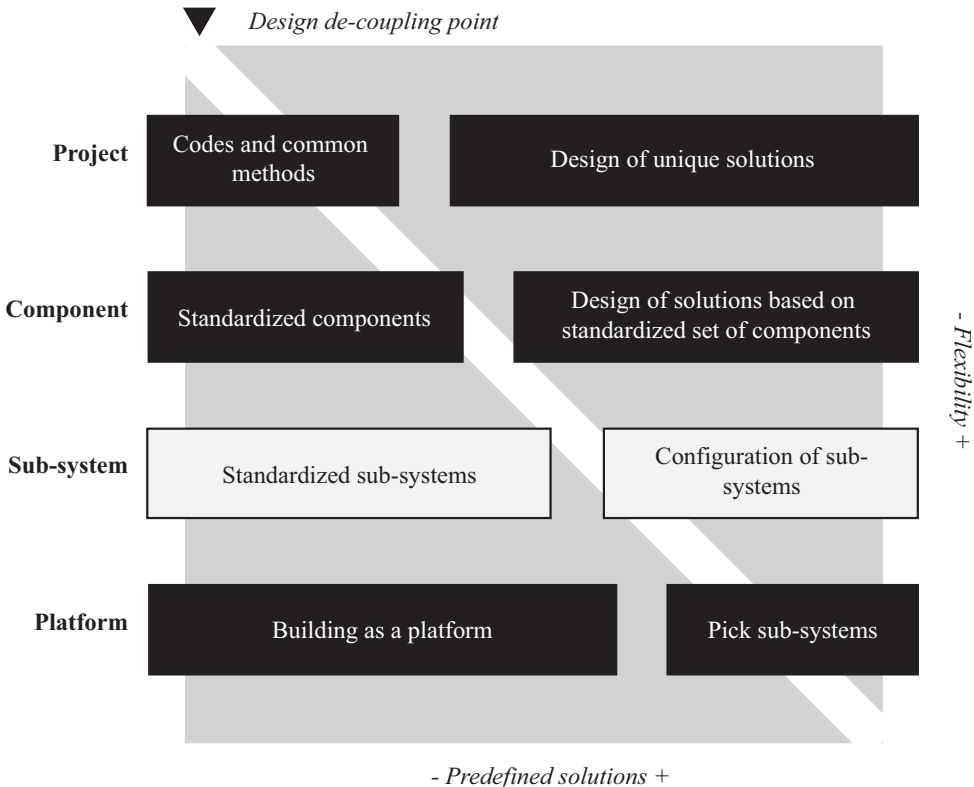 Design de-coupling point
Project
Codes and common
methods
Design of unique solutions
Component
Standardized components
Design of solutions based on
standardized set of components
Sub-system
Standardized sub-systems
Configuration of sub-
systems
Platform
Building as a platform
Pick sub-systems
- Flexibility +
- Predefined solutions +